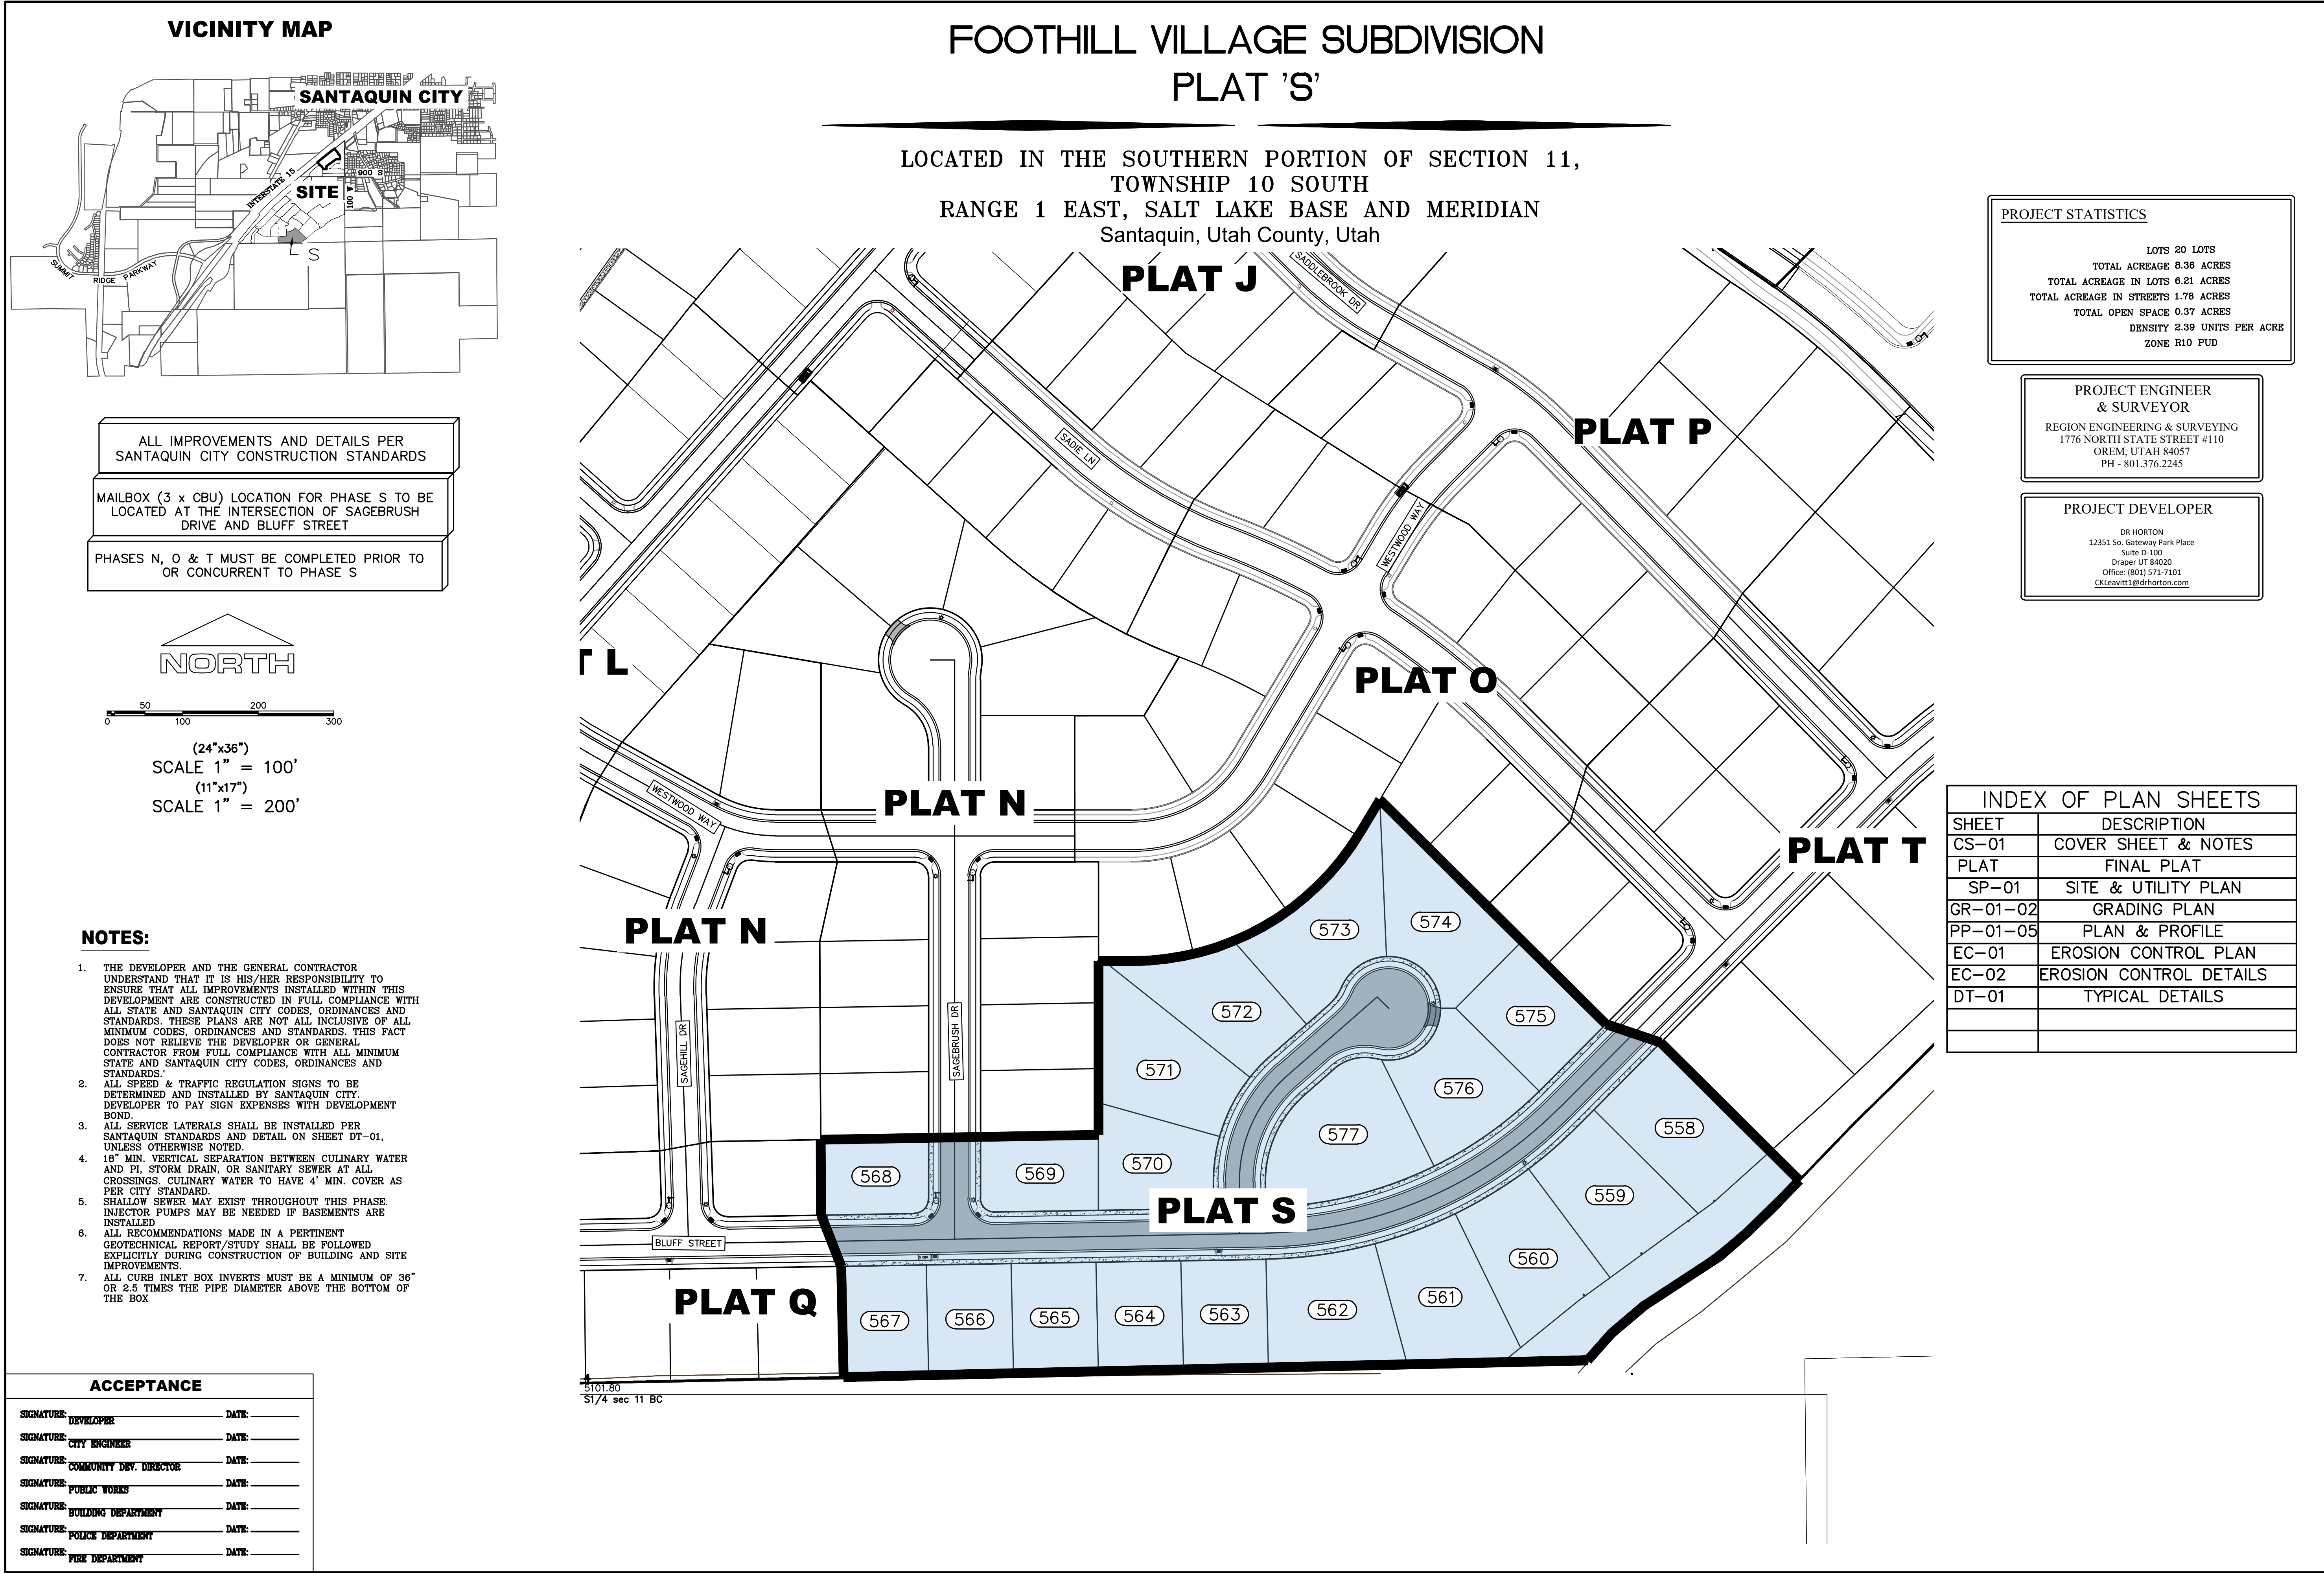 VICINITY MAP
SANTAQUIN CITY
900 S
INTERSTATE 15
SITE
100
S
SUMMIT
RIDGE
PARKWAY
FOOTHILL VILLAGE SUBDIVISION
PLAT 'S'
LOCATED IN THE SOUTHERN PORTION OF SECTION 11,
TOWNSHIP 10 SOUTH
RANGE 1 EAST, SALT LAKE BASE AND MERIDIAN
Santaquin, Utah County, Utah
ALL IMPROVEMENTS AND DETAILS PER
SANTAQUIN CITY CONSTRUCTION STANDARDS
MAILBOX (3 x CBU) LOCATION FOR PHASE S TO BE
LOCATED AT THE INTERSECTION OF SAGEBRUSH
DRIVE AND BLUFF STREET
PHASES N, O & T MUST BE COMPLETED PRIOR TO
OR CONCURRENT TO PHASE S
NORTH
50
200
0
100
300
(24"x36")
SCALE 1" = 100'
(11"x17")
SCALE 1" = 200'
NOTES:
1. THE DEVELOPER AND THE GENERAL CONTRACTOR
UNDERSTAND THAT IT IS HIS/HER RESPONSIBILITY TO
ENSURE THAT ALL IMPROVEMENTS INSTALLED WITHIN THIS
DEVELOPMENT ARE CONSTRUCTED IN FULL COMPLIANCE WITH
ALL STATE AND SANTAQUIN CITY CODES, ORDINANCES AND
STANDARDS. THESE PLANS ARE NOT ALL INCLUSIVE OF ALL
MINIMUM CODES, ORDINANCES AND STANDARDS. THIS FACT
DOES NOT RELIEVE THE DEVELOPER OR GENERAL
CONTRACTOR FROM FULL COMPLIANCE WITH ALL MINIMUM
STATE AND SANTAQUIN CITY CODES, ORDINANCES AND
STANDARDS."
2. ALL SPEED & TRAFFIC REGULATION SIGNS TO BE
DETERMINED AND INSTALLED BY SANTAQUIN CITY.
DEVELOPER TO PAY SIGN EXPENSES WITH DEVELOPMENT
BOND.
3. ALL SERVICE LATERALS SHALL BE INSTALLED PER
SANTAQUIN STANDARDS AND DETAIL ON SHEET DT-01,
UNLESS OTHERWISE NOTED.
4. 18" MIN. VERTICAL SEPARATION BETWEEN CULINARY WATER
AND PI, STORM DRAIN, OR SANITARY SEWER AT ALL
CROSSINGS. CULINARY WATER TO HAVE 4' MIN. COVER AS
PER CITY STANDARD.
5. SHALLOW SEWER MAY EXIST THROUGHOUT THIS PHASE.
INJECTOR PUMPS MAY BE NEEDED IF BASEMENTS ARE
INSTALLED
6. ALL RECOMMENDATIONS MADE IN A PERTINENT
GEOTECHNICAL REPORT/STUDY SHALL BE FOLLOWED
EXPLICITLY DURING CONSTRUCTION OF BUILDING AND SITE
IMPROVEMENTS.
7. ALL CURB INLET BOX INVERTS MUST BE A MINIMUM OF 36"
OR 2.5 TIMES THE PIPE DIAMETER ABOVE THE BOTTOM OF
THE BOX
ACCEPTANCE
SIGNATURE: DATE:
DEVELOPER
SIGNATURE: DATE:
CITY ENGINEER
SIGNATURE: DATE:
COMMUNITY DEV. DIRECTOR
SIGNATURE: DATE:
PUBLIC WORKS
SIGNATURE: DATE:
BUILDING DEPARTMENT
SIGNATURE: DATE:
POLICE DEPARTMENT
SIGNATURE: DATE:
FIRE DEPARTMENT
PLAT J
SADDLEBROOK DR
PLAT P
SADIE LN
WESTWOOD WAY
T L
PLAT O
WESTWOOD WAY
PLAT N
PLAT T
PLAT N
573
574
572
575
SAGEBRUSH DR
SAGEHILL DR
571
576
577
558
568
569
570
559
PLAT S
BLUFF STREET
560
PLAT Q
567
566
565
564
563
562
561
5101.80
S1/4 sec 11 BC
PROJECT STATISTICS
LOTS 20 LOTS
TOTAL ACREAGE 8.36 ACRES
TOTAL ACREAGE IN LOTS 6.21 ACRES
TOTAL ACREAGE IN STREETS 1.78 ACRES
TOTAL OPEN SPACE 0.37 ACRES
DENSITY 2.39 UNITS PER ACRE
ZONE R10 PUD
PROJECT ENGINEER
& SURVEYOR
REGION ENGINEERING & SURVEYING
1776 NORTH STATE STREET #110
OREM, UTAH 84057
PH - 801.376.2245
PROJECT DEVELOPER
DR HORTON
12351 So. Gateway Park Place
Suite D-100
Draper UT 84020
Office: (801) 571-7101
CKLeavitt1@drhorton.com
INDEX OF PLAN SHEETS
SHEET DESCRIPTION
CS-01 COVER SHEET & NOTES
PLAT FINAL PLAT
SP-01 SITE & UTILITY PLAN
GR-01-02 GRADING PLAN
PP-01-05 PLAN & PROFILE
EC-01 EROSION CONTROL PLAN
EC-02 EROSION CONTROL DETAILS
DT-01 TYPICAL DETAILS